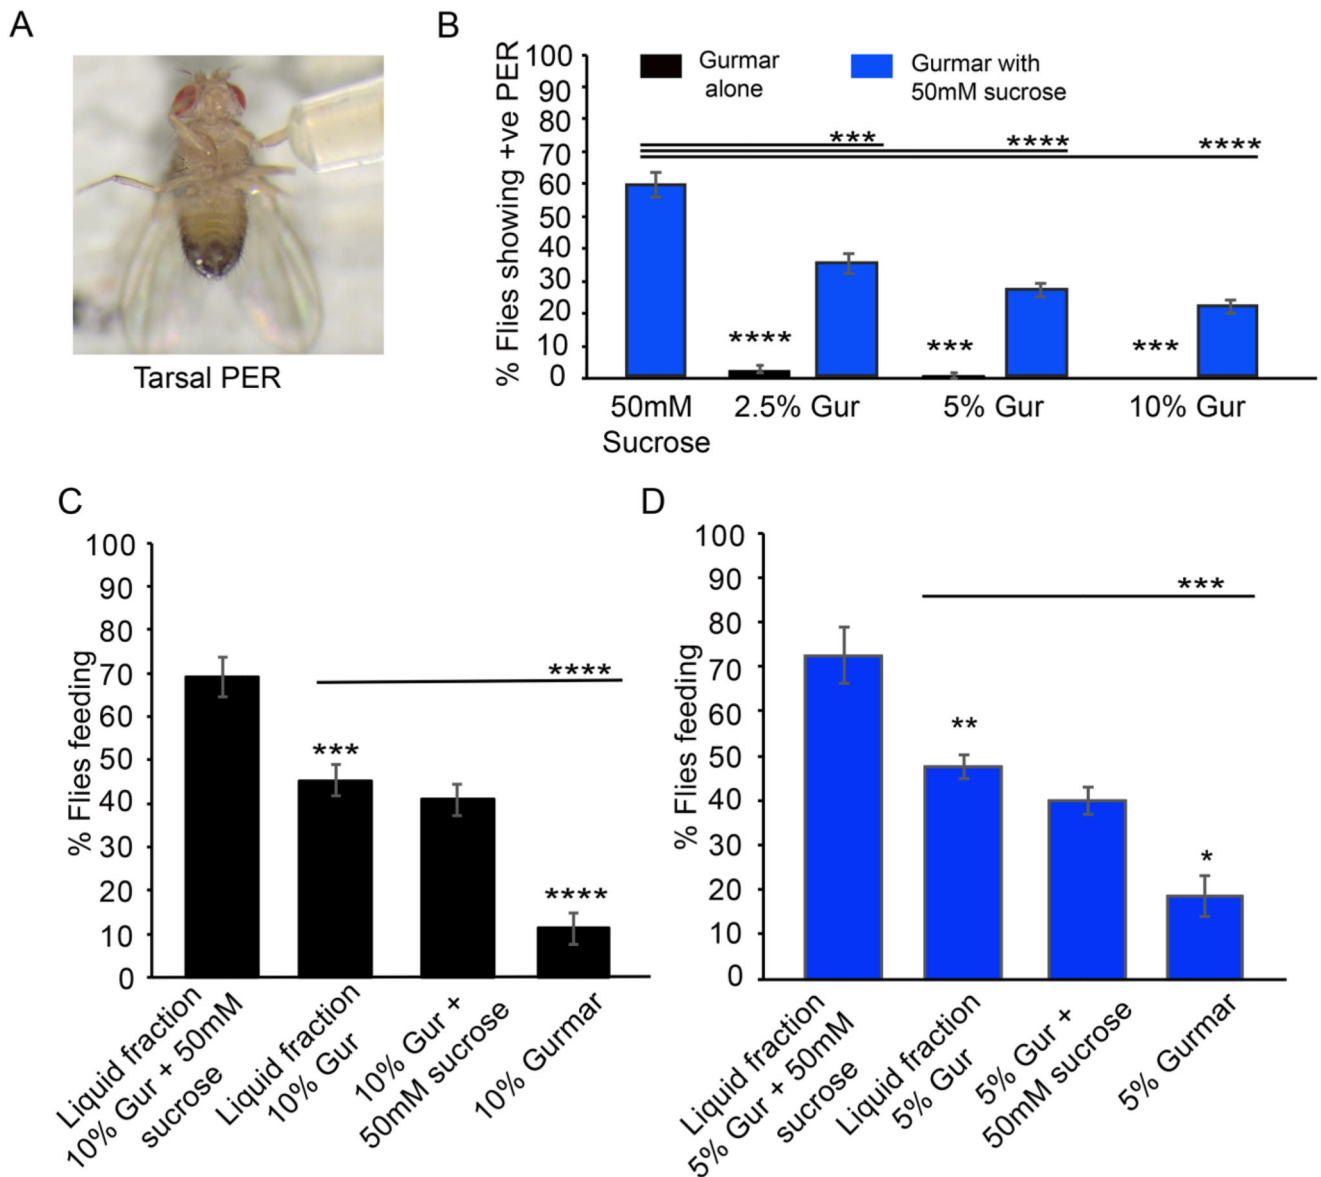 A
Tarsal PER
B
% Flies showing +ve PER
100
90
80
70
60
50
40
30
20
10
0
Gurmar
alone
Gurmar with
50mM sucrose
***
****
****
****
***
***
50mM
Sucrose
2.5% Gur
5% Gur
10% Gur
C
% Flies feeding
100
90
80
70
60
50
40
30
20
10
0
***
****
****
Liquid fraction
10% Gur + 50mM
sucrose
Liquid fraction
10% Gur
10% Gur +
50mM sucrose
10% Gurmar
D
% Flies feeding
100
90
80
70
60
50
40
30
20
10
0
**
***
*
Liquid fraction
5% Gur + 50mM
sucrose
Liquid fraction
5% Gur
5% Gur +
50mM sucrose
5% Gurmar